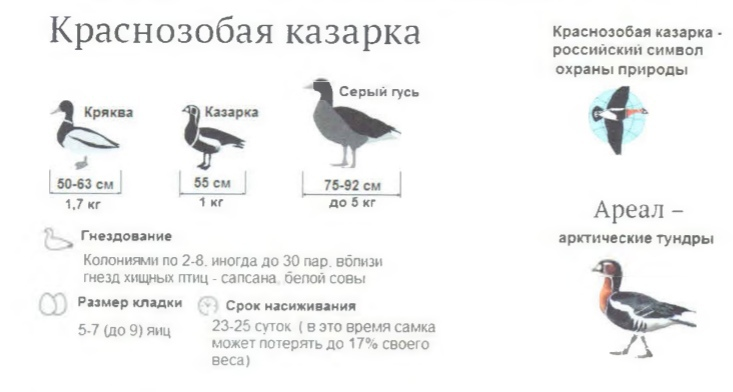 Краснозобая казарка
Краснозобая казарка -
российский символ
охраны природы
Кряква
Казарка
Серый гусь
50-63 см
1,7 кг
55 см
1 кг
75-92 см
до 5 кг
Гнездование
Колониями по 2-8, иногда до 30 пар, вблизи
гнезд хищных птиц - сапсана, белой совы
Размер кладки
5-7 (до 9) яиц
Срок насиживания
23-25 суток ( в это время самка
может потерять до 17% своего
веса)
Ареал –
арктические тундры